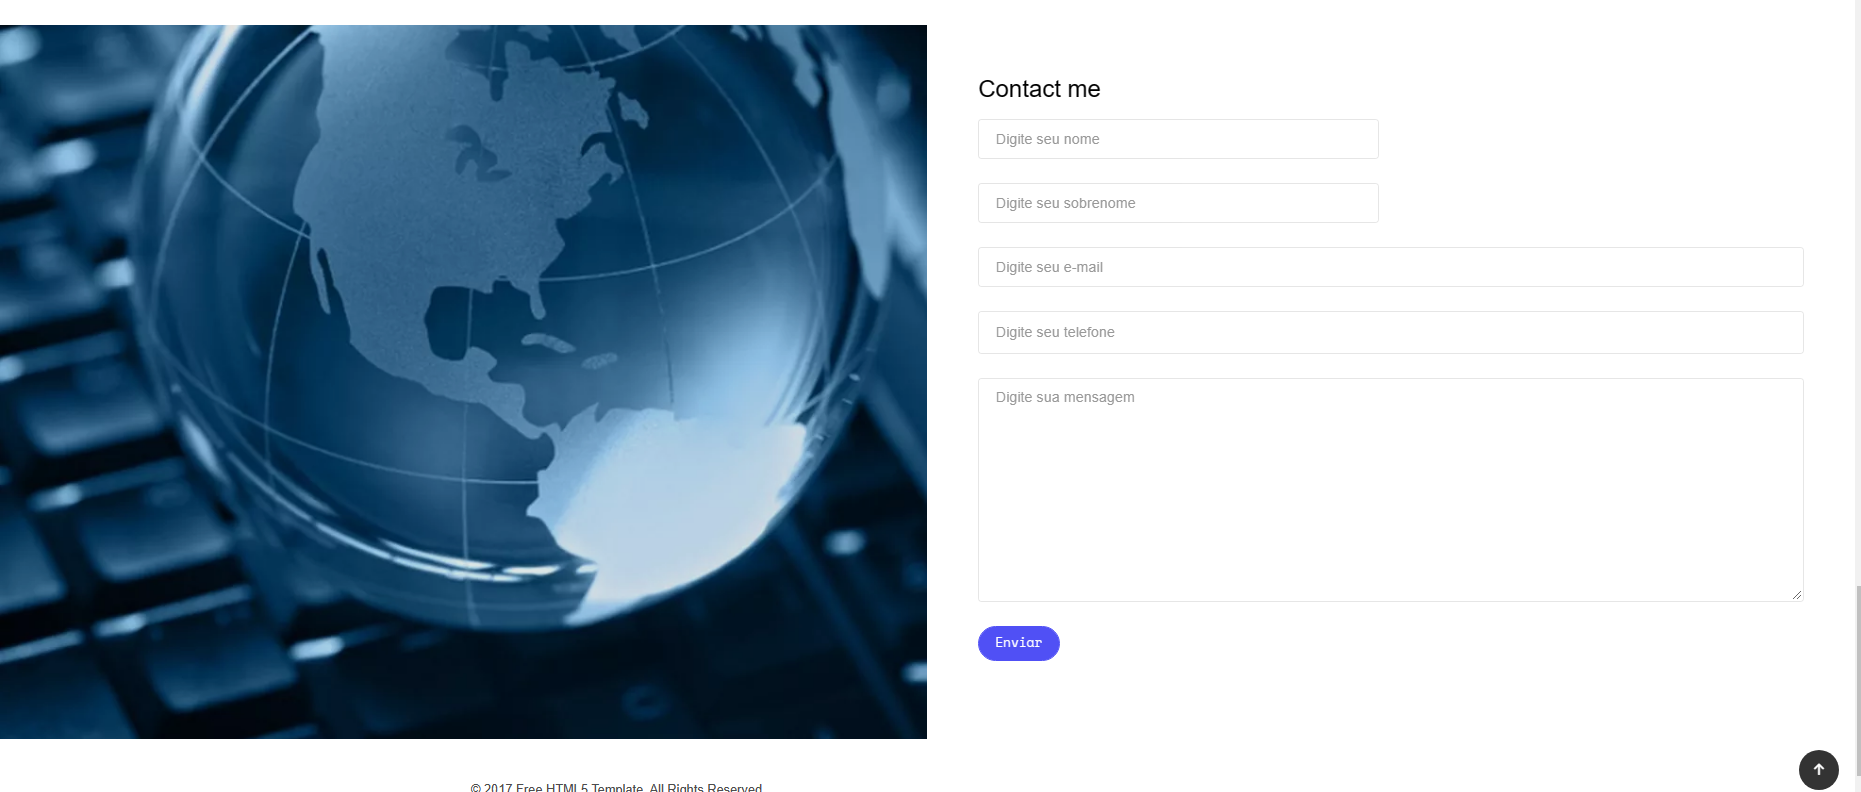 Contact me
Digite seu nome
Digite seu sobrenome
Digite seu e-mail
Digite seu telefone
Digite sua mensagem
Enviar
© 2017 Free HTML5 Template. All Rights Reserved